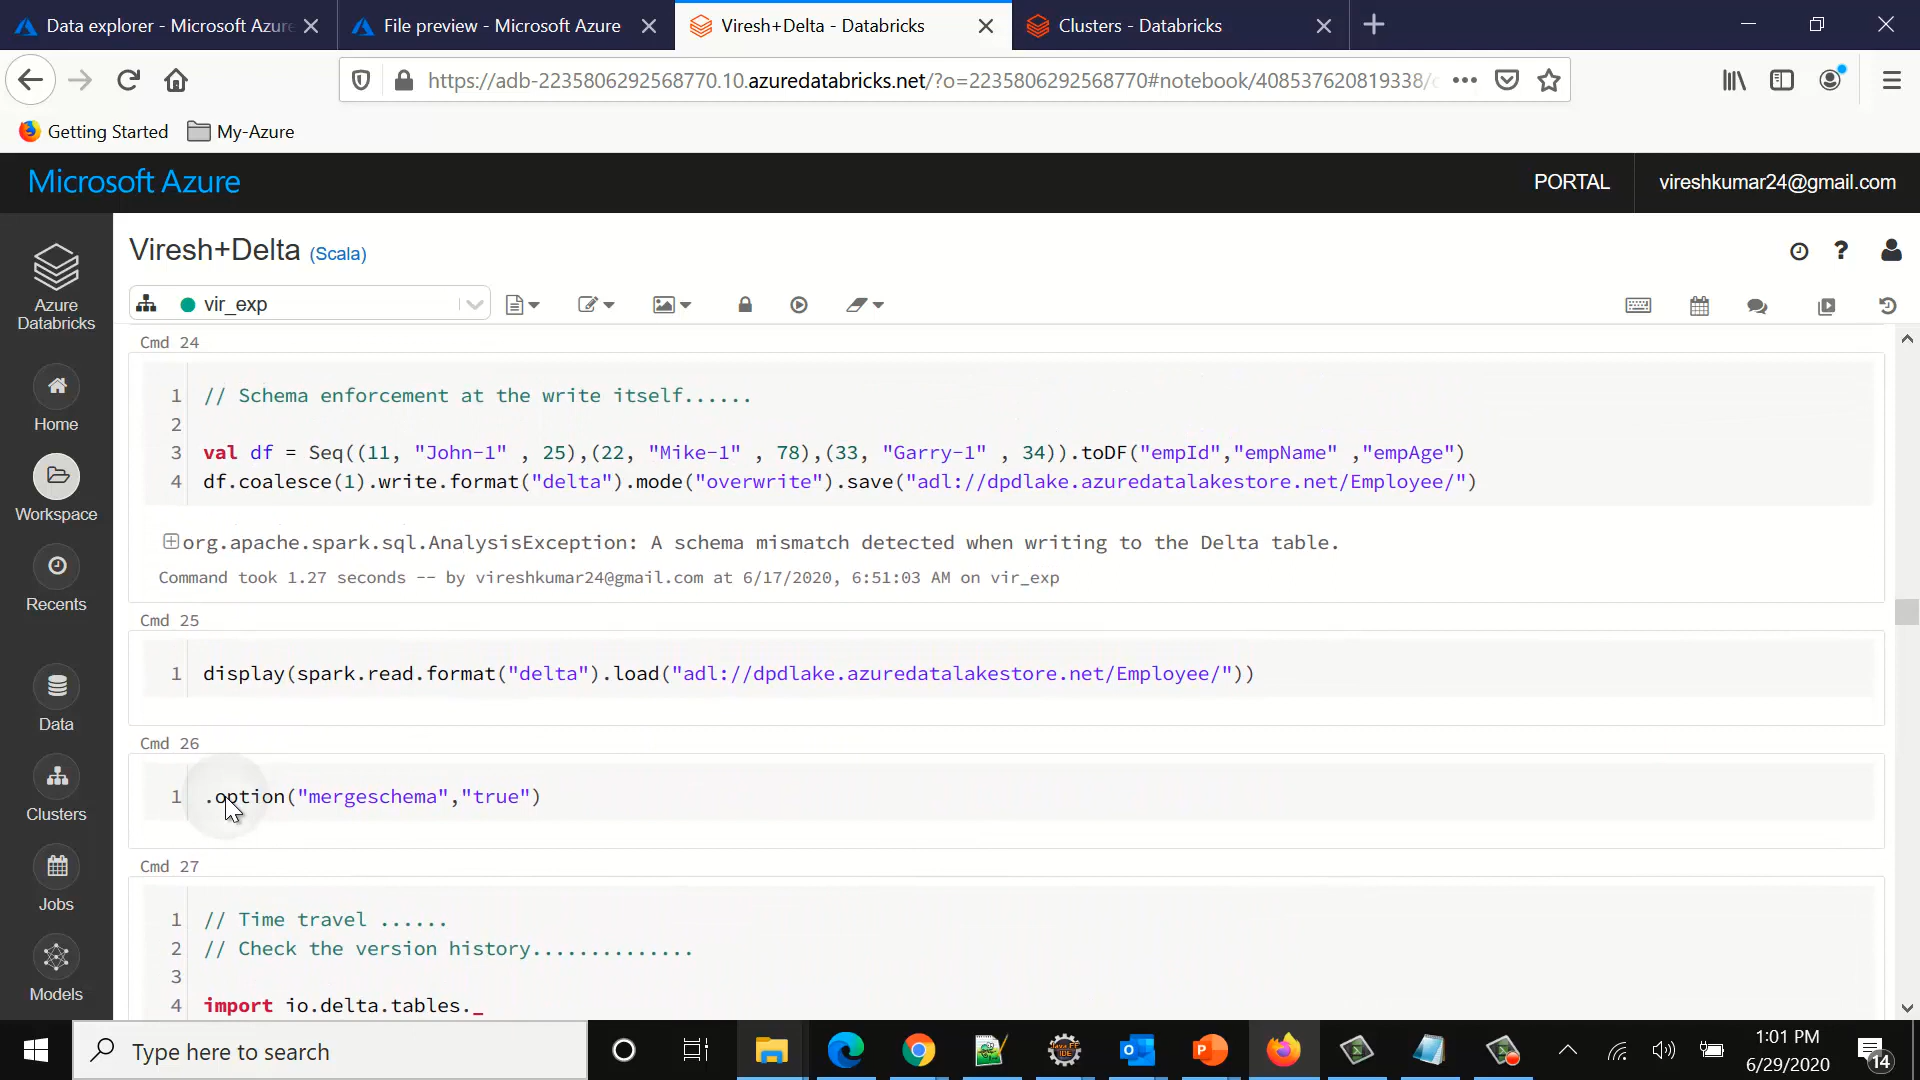 Data explorer - Microsoft Azure
File preview - Microsoft Azure
Viresh+Delta - Databricks
Clusters - Databricks
https://adb-2235806292568770.10.azuredatabricks.net/?o=2235806292568770#notebook/408537620819338/
Getting Started
My-Azure
Microsoft Azure
PORTAL
vireshkumar24@gmail.com
Azure
Databricks
Home
Workspace
Recents
Data
Clusters
Jobs
Models
Viresh+Delta (Scala)
vir_exp
Cmd 24
1 // Schema enforcement at the write itself......
2
3 val df = Seq((11, "John-1" , 25),(22, "Mike-1" , 78),(33, "Garry-1" , 34)).toDF("empId","empName" ,"empAge")
4 df.coalesce(1).write.format("delta").mode("overwrite").save("adl://dpdlake.azuredatalakestore.net/Employee/")
org.apache.spark.sql.AnalysisException: A schema mismatch detected when writing to the Delta table.
Command took 1.27 seconds -- by vireshkumar24@gmail.com at 6/17/2020, 6:51:03 AM on vir_exp
Cmd 25
1 display(spark.read.format("delta").load("adl://dpdlake.azuredatalakestore.net/Employee/"))
Cmd 26
1 .option("mergeschema","true")
Cmd 27
1 // Time travel ......
2 // Check the version history..............
3
4 import io.delta.tables._
Type here to search
1:01 PM
6/29/2020
14